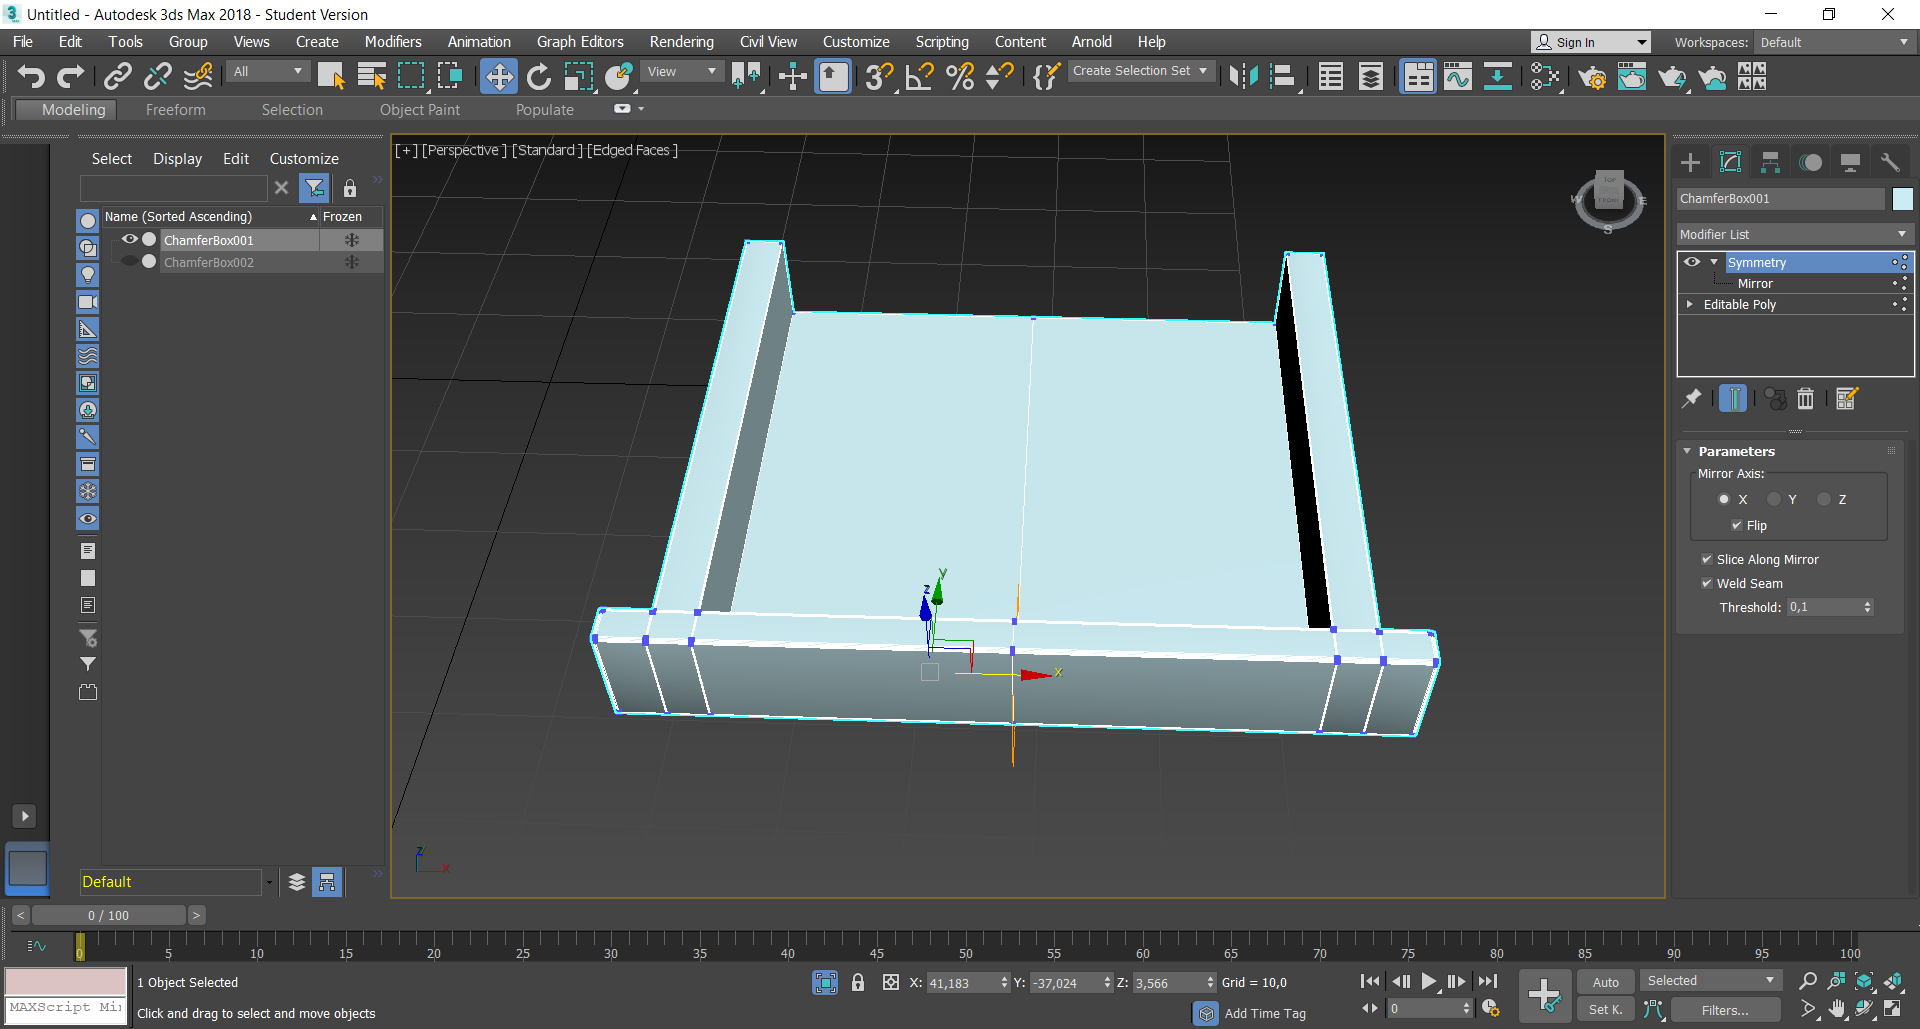 Untitled - Autodesk 3ds Max 2018 - Student Version
File Edit Tools Group Views Create Modifiers Animation Graph Editors Rendering Civil View Customize Scripting Content Arnold Help Sign In Workspaces: Default
All View Create Selection Set
Modeling Freeform Selection Object Paint Populate
Select Display Edit Customize
Name (Sorted Ascending) Frozen
ChamferBox001
ChamferBox002
Default
[+] [Perspective ] [Standard ] [Edged Faces ]
TOP
FRONT
W E
S
z y
x
z
x
ChamferBox001
Modifier List
Symmetry
Mirror
Editable Poly
Parameters
Mirror Axis:
X Y Z
Flip
Slice Along Mirror
Weld Seam
Threshold: 0,1
< 0 / 100 >
0 5 10 15 20 25 30 35 40 45 50 55 60 65 70 75 80 85 90 95 100
1 Object Selected X: 41,183 Y: -37,024 Z: 3,566 Grid = 10,0 Auto Selected
MAXScript Mi
Click and drag to select and move objects Add Time Tag 0 Set K. Filters...